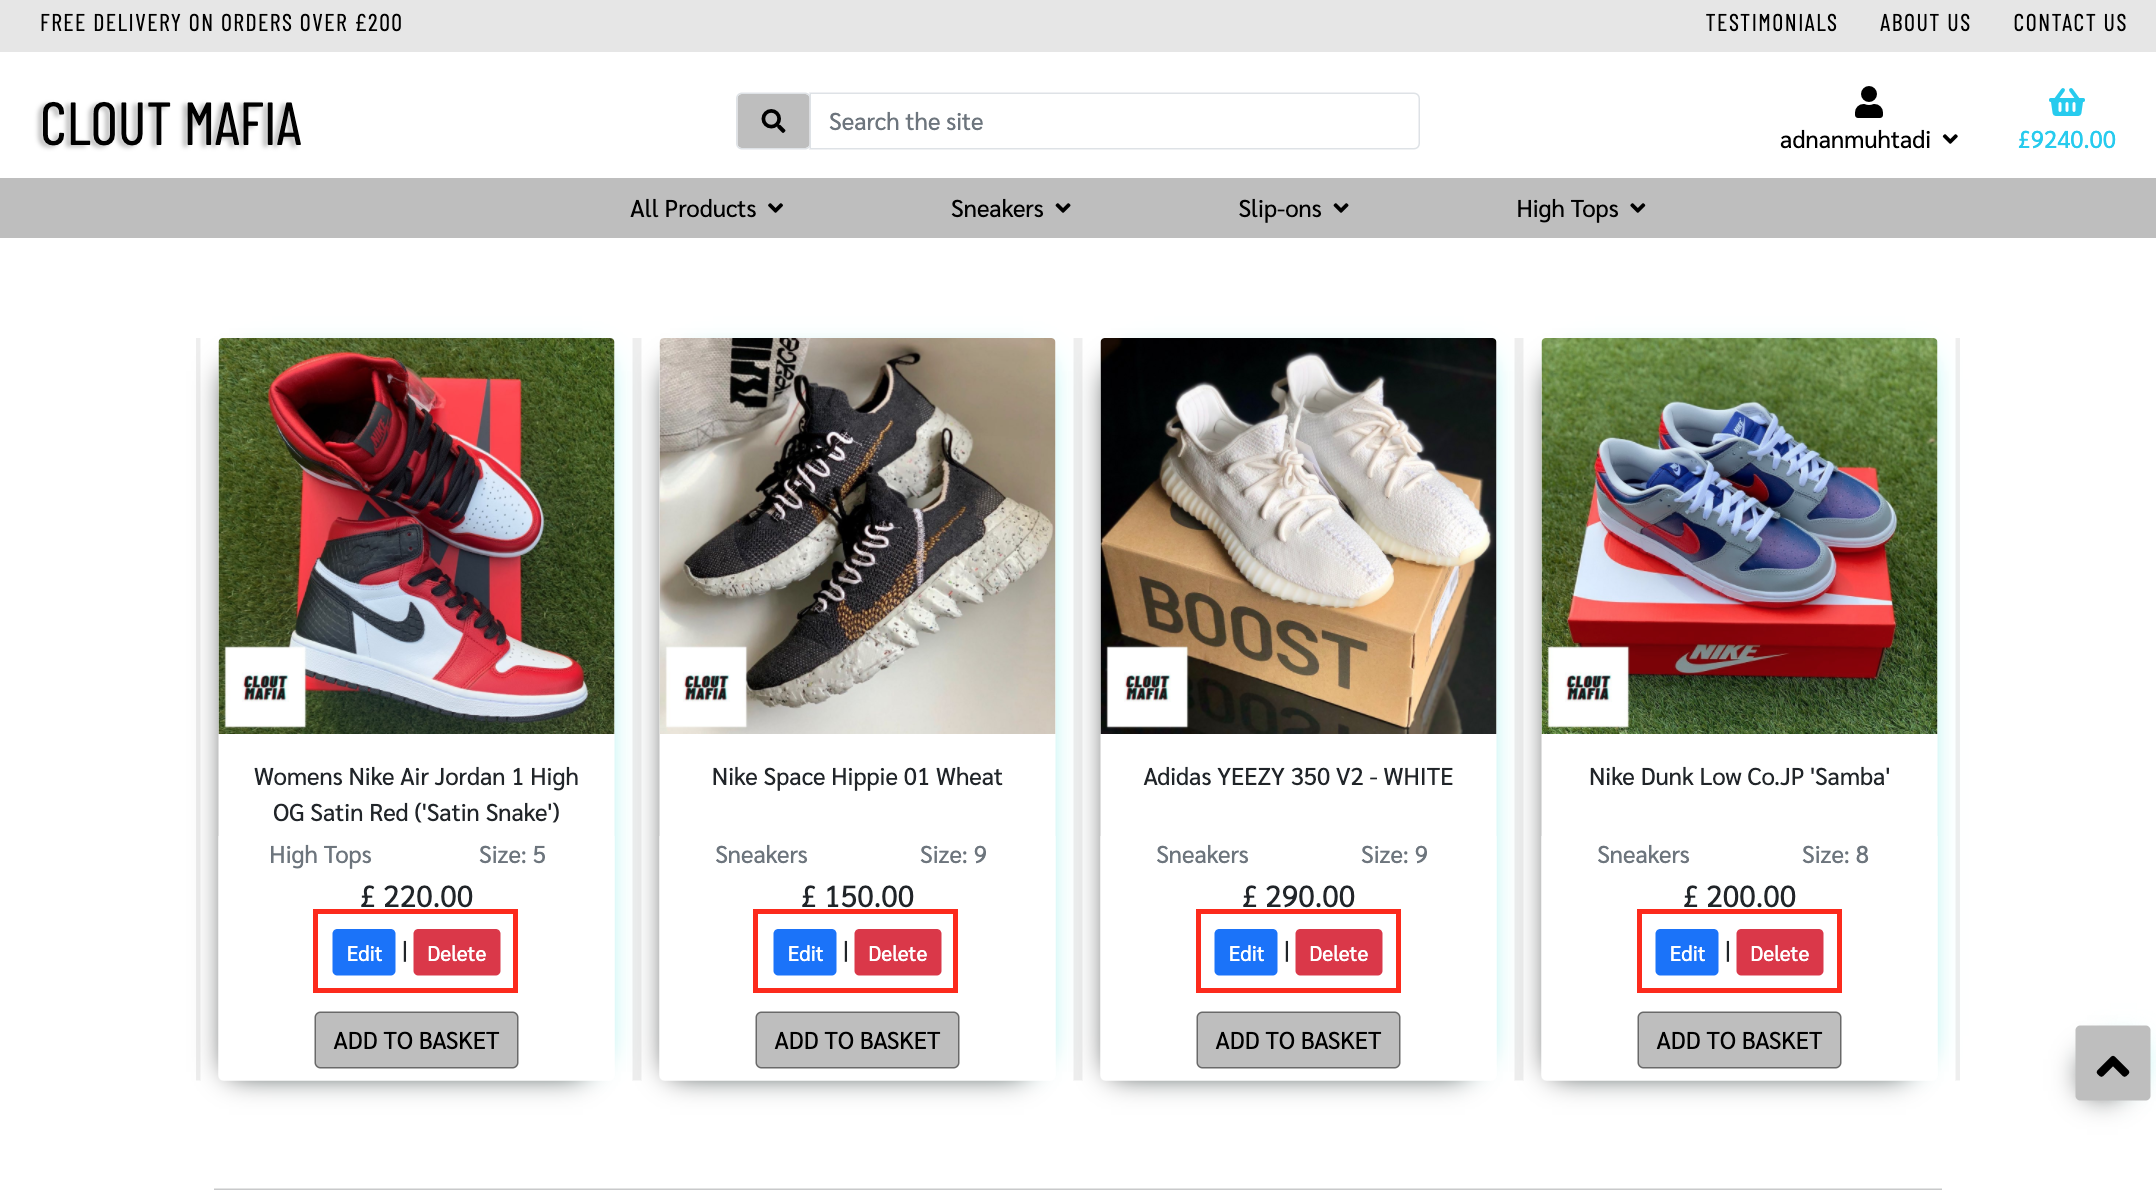 FREE DELIVERY ON ORDERS OVER £200
TESTIMONIALS
ABOUT US
CONTACT US
CLOUT MAFIA
Search the site
adnanmuhtadi
£9240.00
All Products
Sneakers
Slip-ons
High Tops
CLOUT
MAFIA
Womens Nike Air Jordan 1 High
OG Satin Red ('Satin Snake')
High Tops
Size: 5
£ 220.00
Edit | Delete
ADD TO BASKET
CLOUT
MAFIA
Nike Space Hippie 01 Wheat
Sneakers
Size: 9
£ 150.00
Edit | Delete
ADD TO BASKET
BOOST
CLOUT
MAFIA
Adidas YEEZY 350 V2 - WHITE
Sneakers
Size: 9
£ 290.00
Edit | Delete
ADD TO BASKET
NIKE
CLOUT
MAFIA
Nike Dunk Low Co.JP 'Samba'
Sneakers
Size: 8
£ 200.00
Edit | Delete
ADD TO BASKET